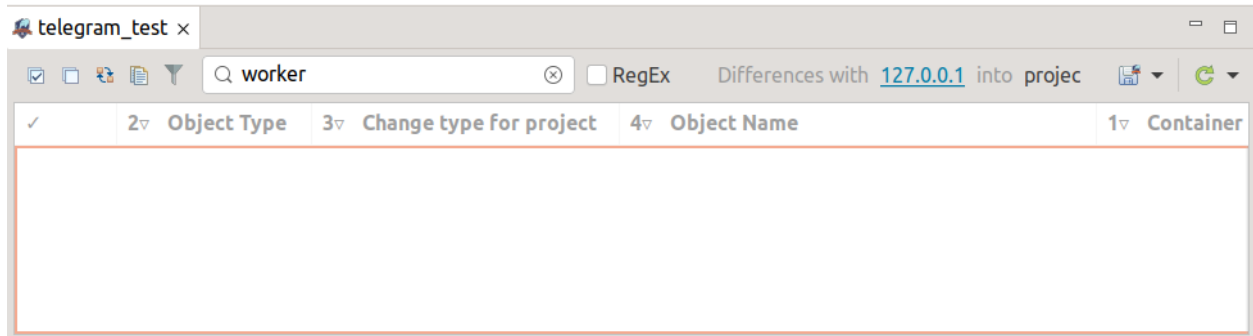 telegram_test ×
worker RegEx Differences with 127.0.0.1 into projec
✓ 2▿ Object Type 3▿ Change type for project 4▿ Object Name 1▿ Container